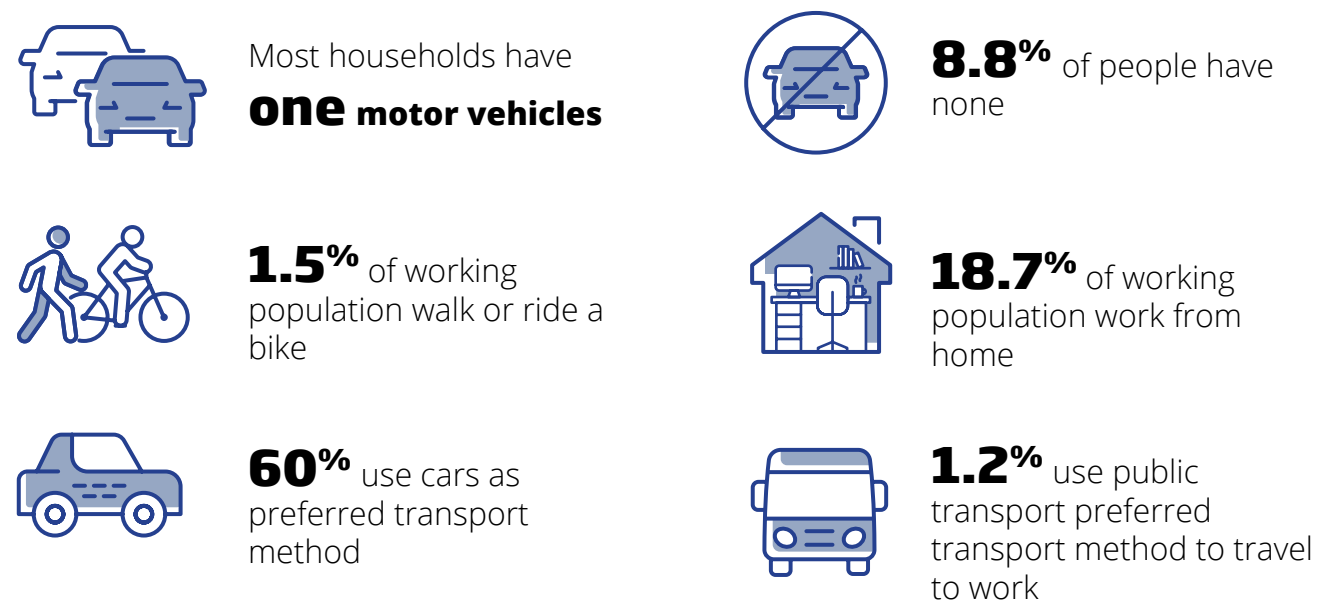 Most households have
one motor vehicles
8.8% of people have
none
1.5% of working
population walk or ride a
bike
18.7% of working
population work from
home
60% use cars as
preferred transport
method
1.2% use public
transport preferred
transport method to travel
to work